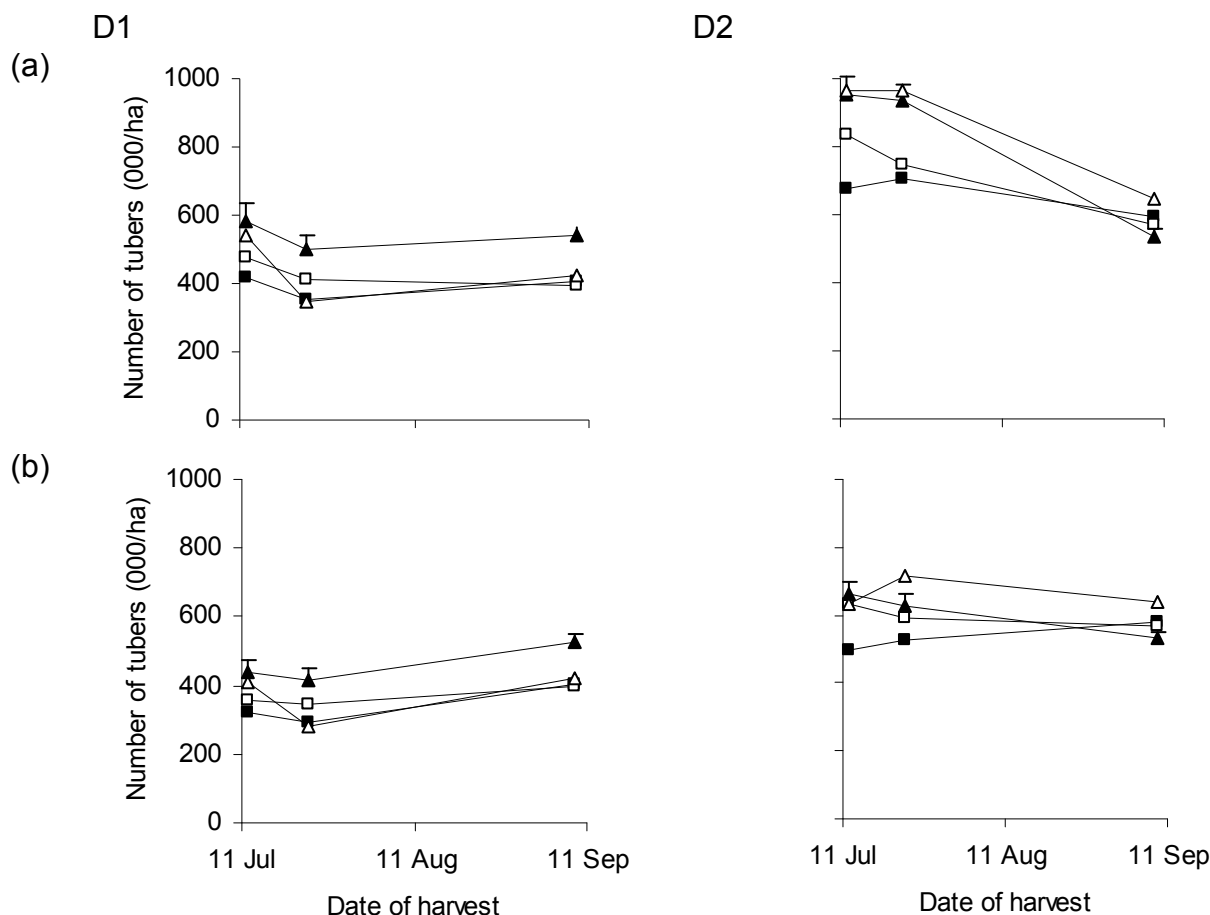 D1
D2
(a)
1000
800
600
400
200
0
Number of tubers (000/ha)
(b)
1000
800
600
400
200
0
Number of tubers (000/ha)
11 Jul
11 Aug
11 Sep
Date of harvest
11 Jul
11 Aug
11 Sep
Date of harvest